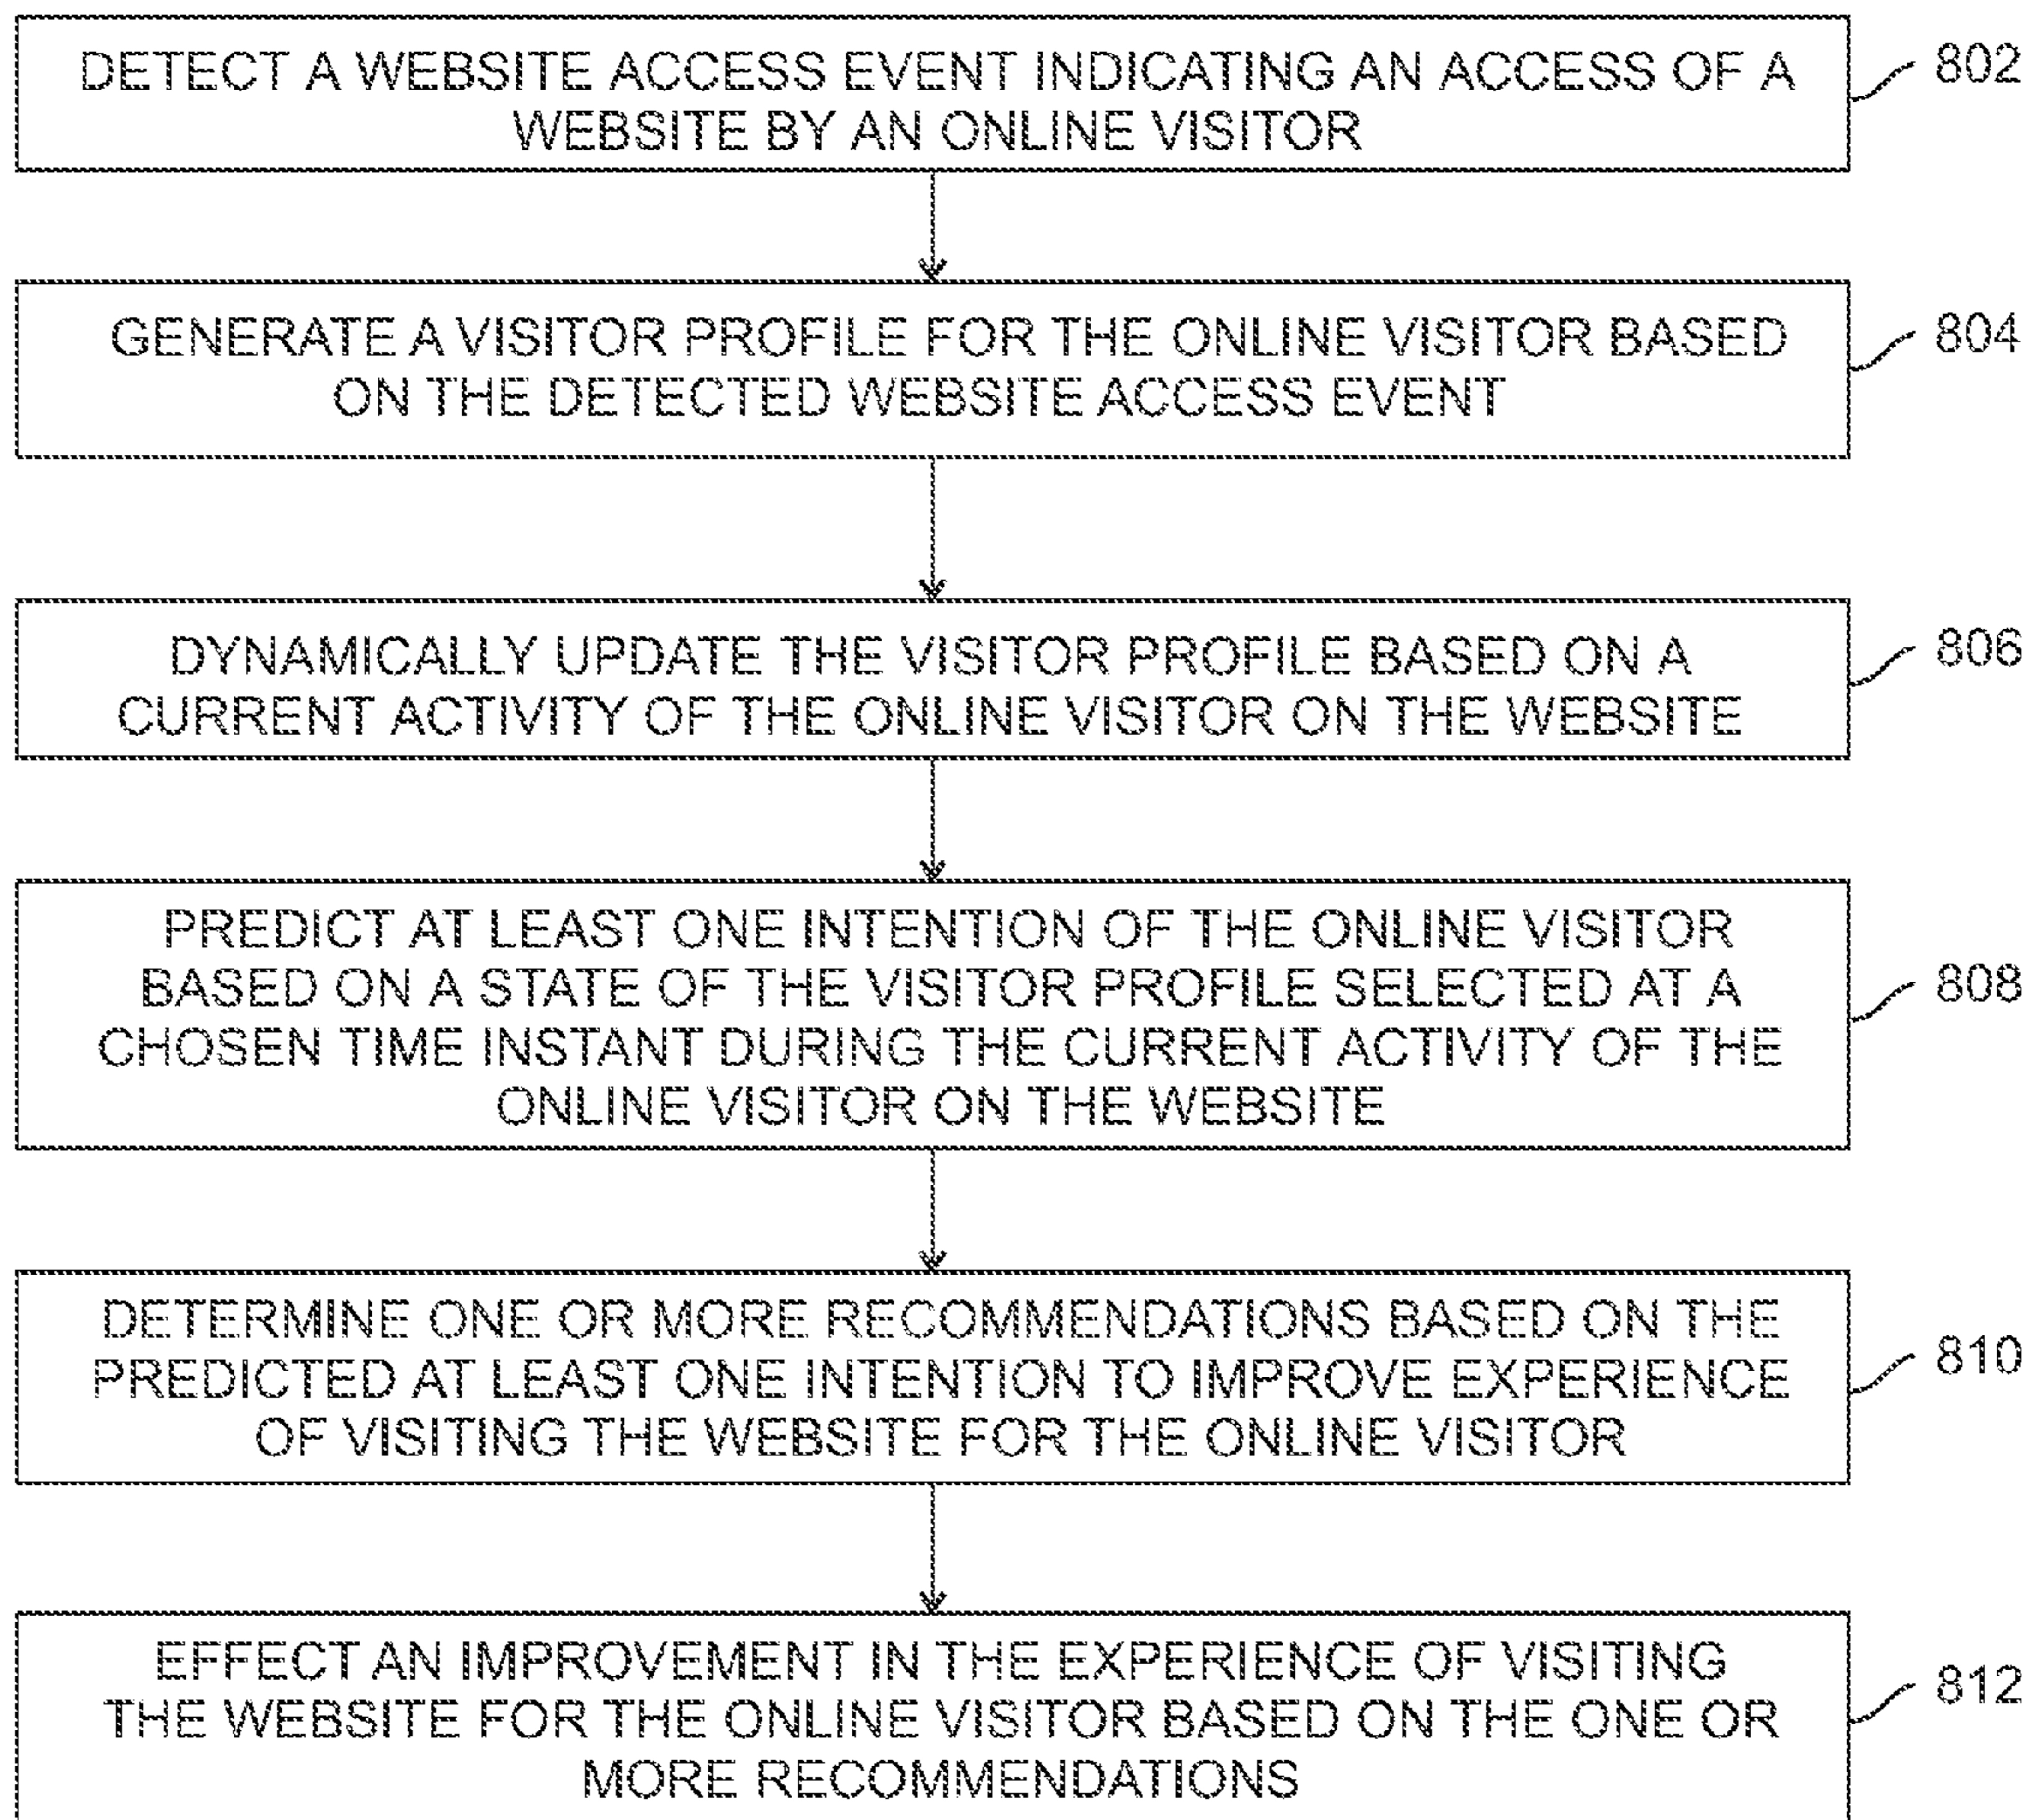 DETECT A WEBSITE ACCESS EVENT INDICATING AN ACCESS OF A
WEBSITE BY AN ONLINE VISITOR
802
GENERATE A VISITOR PROFILE FOR THE ONLINE VISITOR BASED
ON THE DETECTED WEBSITE ACCESS EVENT
804
DYNAMICALLY UPDATE THE VISITOR PROFILE BASED ON A
CURRENT ACTIVITY OF THE ONLINE VISITOR ON THE WEBSITE
806
PREDICT AT LEAST ONE INTENTION OF THE ONLINE VISITOR
BASED ON A STATE OF THE VISITOR PROFILE SELECTED AT A
CHOSEN TIME INSTANT DURING THE CURRENT ACTIVITY OF THE
ONLINE VISITOR ON THE WEBSITE
808
DETERMINE ONE OR MORE RECOMMENDATIONS BASED ON THE
PREDICTED AT LEAST ONE INTENTION TO IMPROVE EXPERIENCE
OF VISITING THE WEBSITE FOR THE ONLINE VISITOR
810
EFFECT AN IMPROVEMENT IN THE EXPERIENCE OF VISITING
THE WEBSITE FOR THE ONLINE VISITOR BASED ON THE ONE OR
MORE RECOMMENDATIONS
812